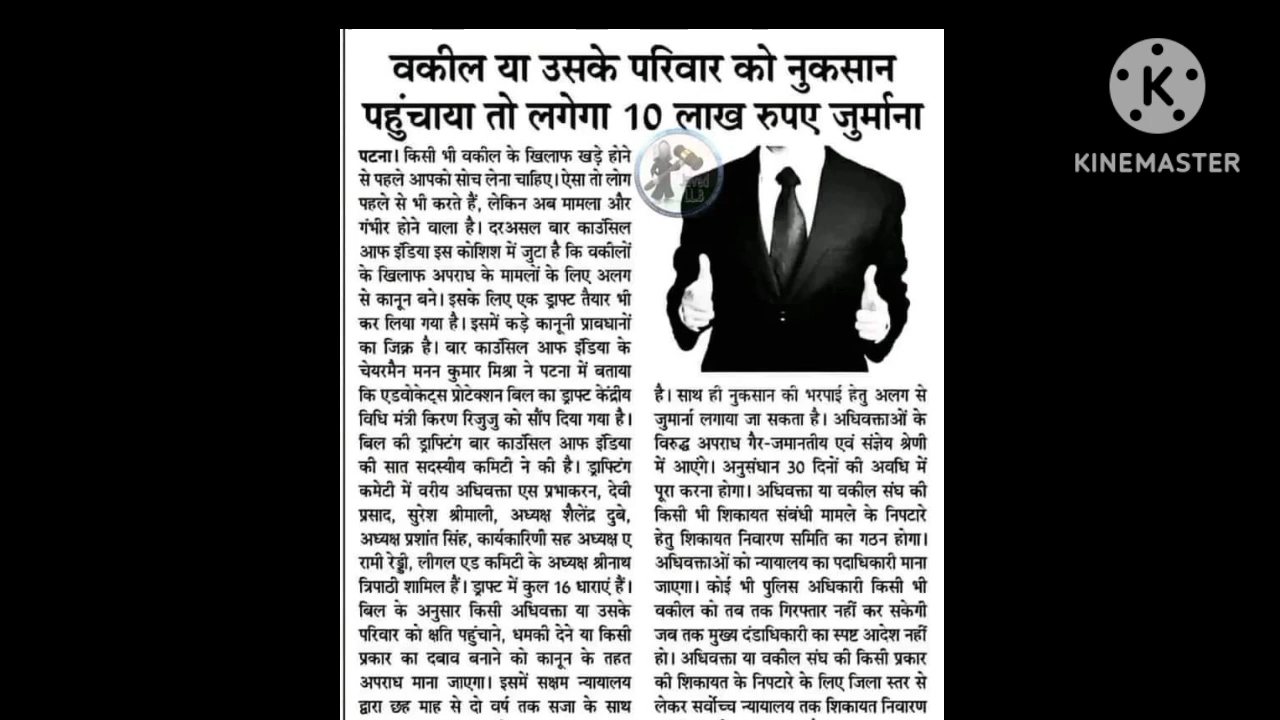 वकील या उसके परिवार को नुकसान
पहुंचाया तो लगेगा 10 लाख रुपए जुर्माना
पटना। किसी भी वकील के खिलाफ खड़े होने
से पहले आपको सोच लेना चाहिए। ऐसा तो लोग
पहले से भी करते हैं, लेकिन अब मामला और
गंभीर होने वाला है। दरअसल बार काउंसिल
आफ इंडिया इस कोशिश में जुटा है कि वकीलों
के खिलाफ अपराध के मामलों के लिए अलग
से कानून बने। इसके लिए एक ड्राफ्ट तैयार भी
कर लिया गया है। इसमें कड़े कानूनी प्रावधानों
का जिक्र है। बार काउंसिल आफ इंडिया के
चेयरमैन मनन कुमार मिश्रा ने पटना में बताया
कि एडवोकेट्स प्रोटेक्शन बिल का ड्राफ्ट केंद्रीय
विधि मंत्री किरण रिजुजु को सौंप दिया गया है।
बिल की ड्राफ्टिंग बार काउंसिल आफ इंडिया
की सात सदस्यीय कमिटी ने की है। ड्राफ्टिंग
कमेटी में वरीय अधिवक्ता एस प्रभाकरन, देवी
प्रसाद, सुरेश श्रीमाली, अध्यक्ष शैलेंद्र दुबे,
अध्यक्ष प्रशांत सिंह, कार्यकारिणी सह अध्यक्ष ए
रामी रेड्डी, लीगल एड कमिटी के अध्यक्ष श्रीनाथ
त्रिपाठी शामिल हैं। ड्राफ्ट में कुल 16 धाराएं हैं।
बिल के अनुसार किसी अधिवक्ता या उसके
परिवार को क्षति पहुंचाने, धमकी देने या किसी
प्रकार का दबाव बनाने को कानून के तहत
अपराध माना जाएगा। इसमें सक्षम न्यायालय
द्वारा छह माह से दो वर्ष तक सजा के साथ
है। साथ ही नुकसान की भरपाई हेतु अलग से
जुमार्ना लगाया जा सकता है। अधिवक्ताओं के
विरुद्ध अपराध गैर-जमानतीय एवं संज्ञेय श्रेणी
में आएंगे। अनुसंधान 30 दिनों की अवधि में
पूरा करना होगा। अधिवक्ता या वकील संघ की
किसी भी शिकायत संबंधी मामले के निपटारे
हेतु शिकायत निवारण समिति का गठन होगा।
अधिवक्ताओं को न्यायालय का पदाधिकारी माना
जाएगा। कोई भी पुलिस अधिकारी किसी भी
वकील को तब तक गिरफ्तार नहीं कर सकेगी
जब तक मुख्य दंडाधिकारी का स्पष्ट आदेश नहीं
हो। अधिवक्ता या वकील संघ की किसी प्रकार
की शिकायत के निपटारे के लिए जिला स्तर से
लेकर सर्वोच्च न्यायालय तक शिकायत निवारण
Javed
LLB
K
KINEMASTER